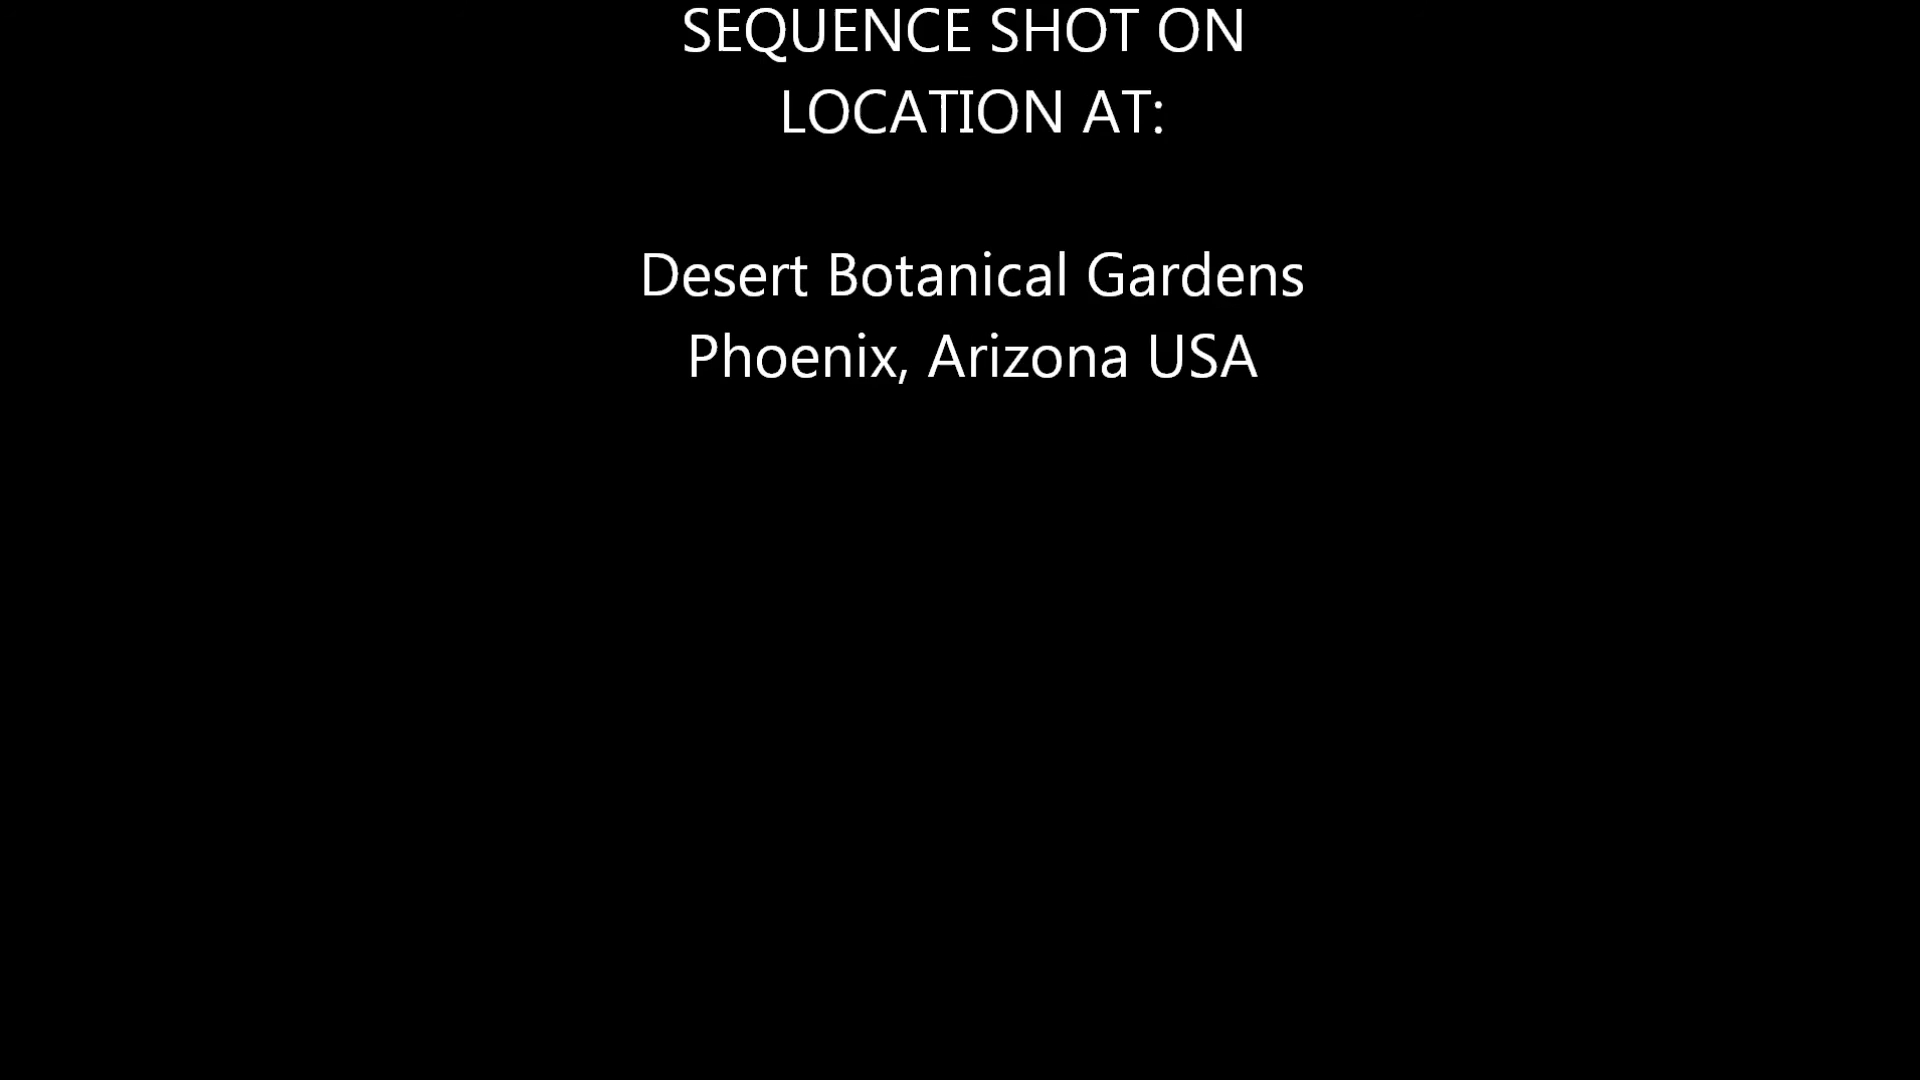 SEQUENCE SHOT ON
LOCATION AT:
Desert Botanical Gardens
Phoenix, Arizona USA